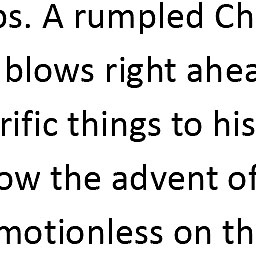 os. A rumpled Ch
blows right ahea
rific things to his
ow the advent of
motionless on th